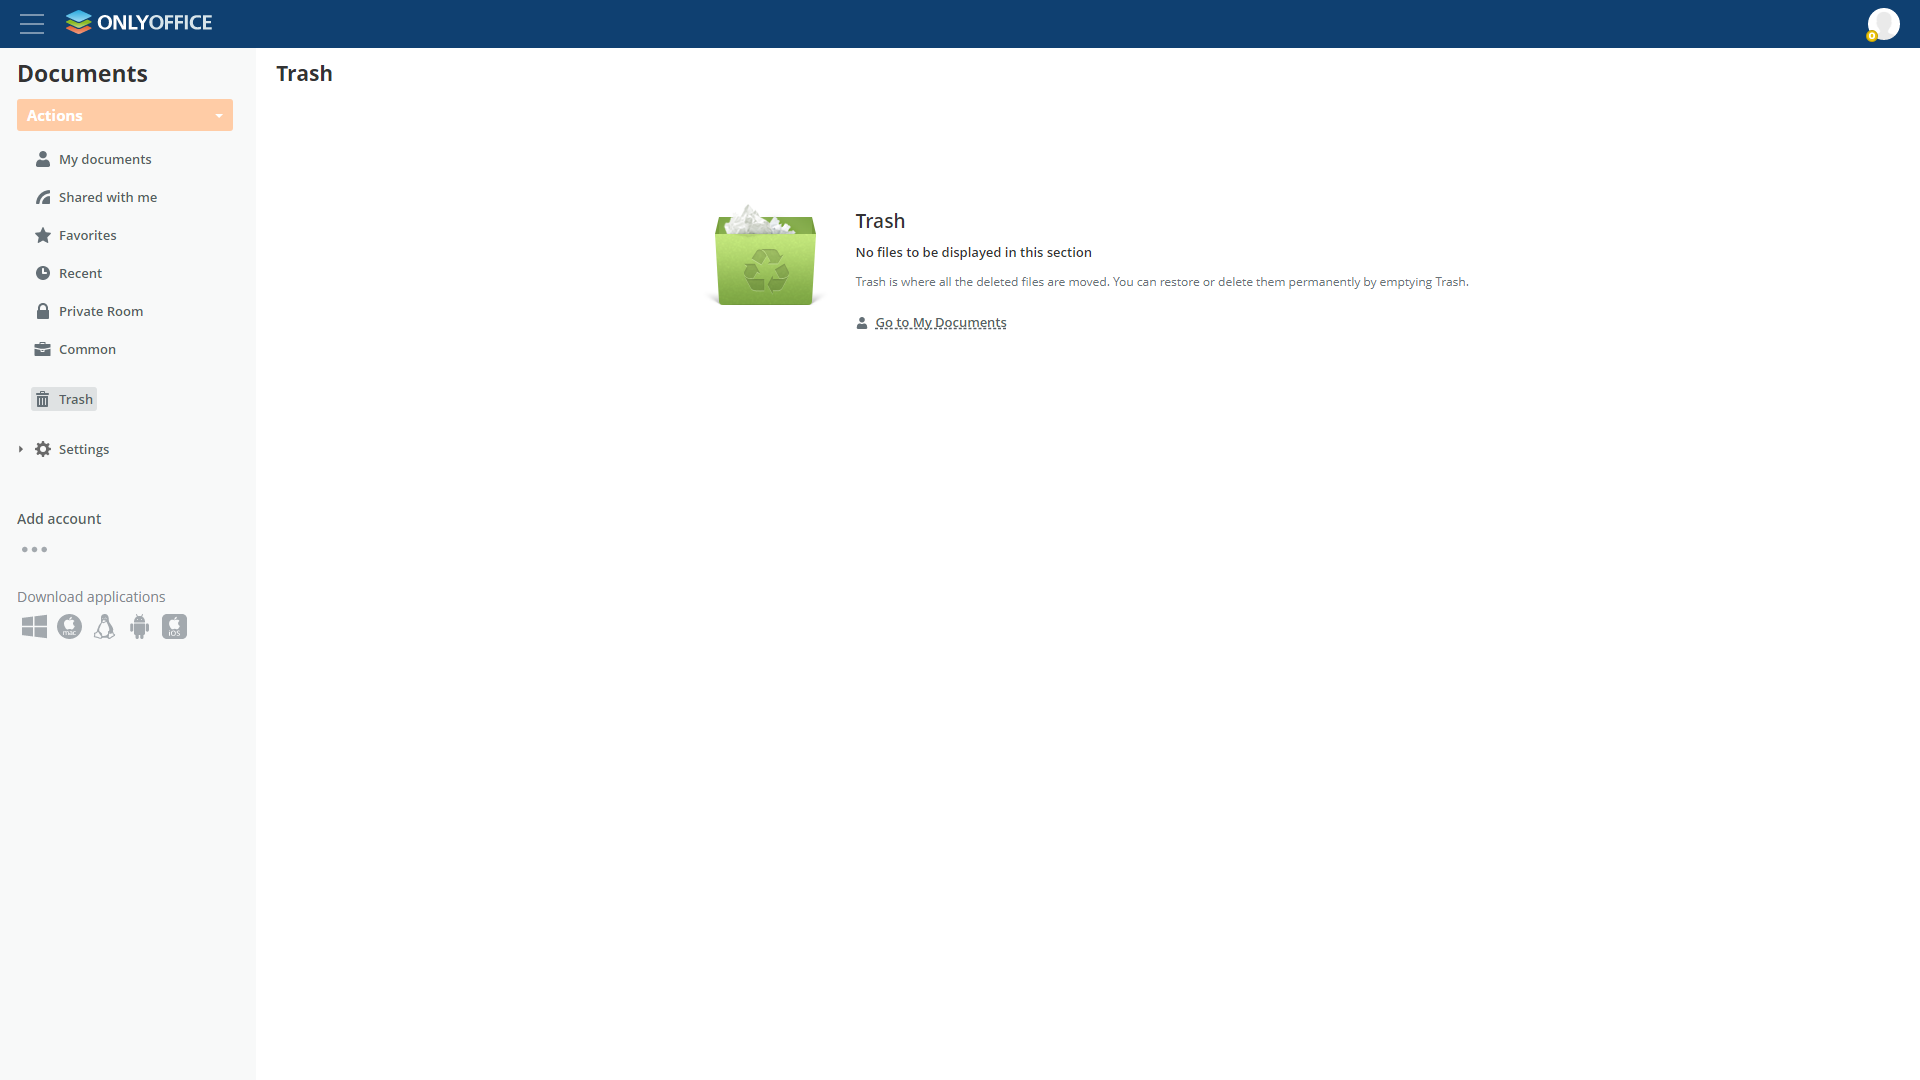 ONLYOFFICE
Documents
Actions
My documents
Shared with me
Favorites
Recent
Private Room
Common
Trash
Settings
Add account
Download applications
mac
iOS
Trash
Trash
No files to be displayed in this section
Trash is where all the deleted files are moved. You can restore or delete them permanently by emptying Trash.
Go to My Documents